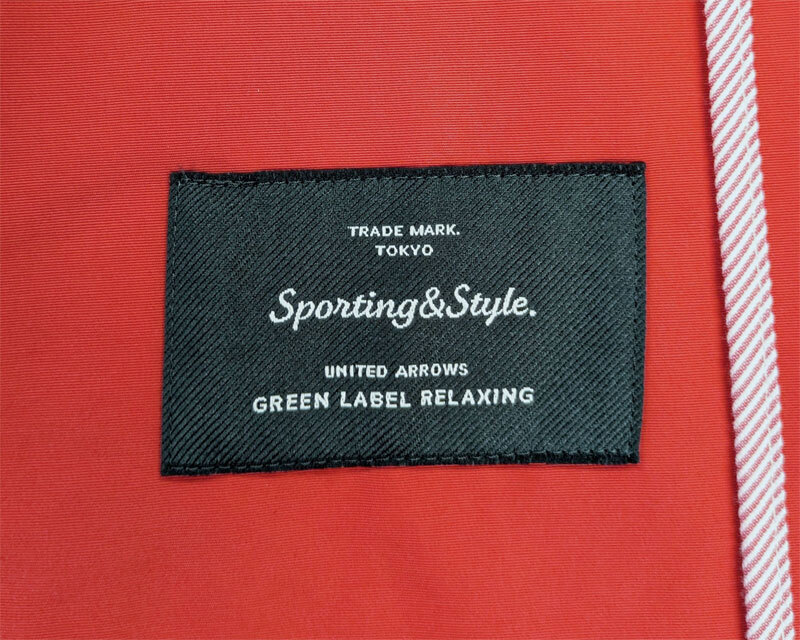 TRADE MARK.
TOKYO
Sporting&Style.
UNITED ARROWS
GREEN LABEL RELAXING